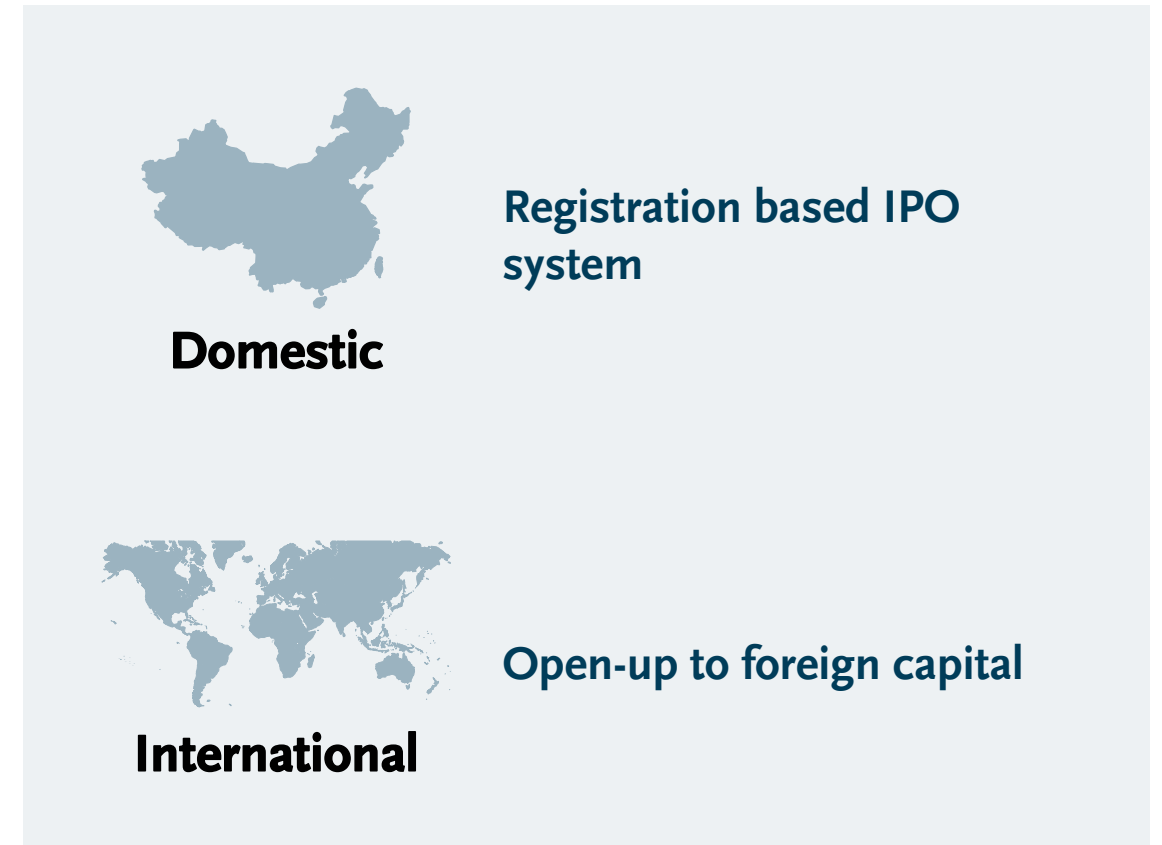 Registration based IPO
system
Domestic
Open-up to foreign capital
International